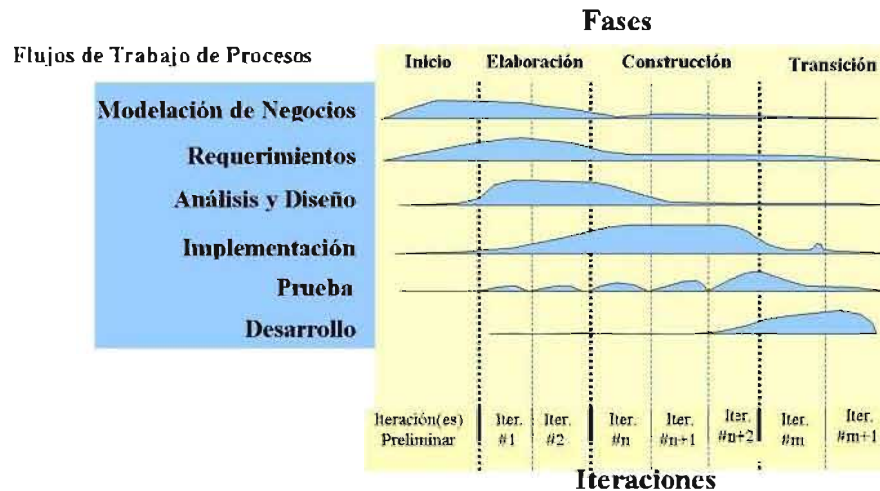 Fases
Flujos de Trabajo de Procesos
Inicio Elaboración Construcción Transición
Modelación de Negocios
Requerimientos
Análisis y Diseño
Implementación
Prueba
Desarrollo
Iteración(es) Preliminar
Iter. #1
Iter. #2
Iter. #n
Iter. #n+1
Iter. #n+2
Iter. #m
Iter. #m+1
Iteraciones